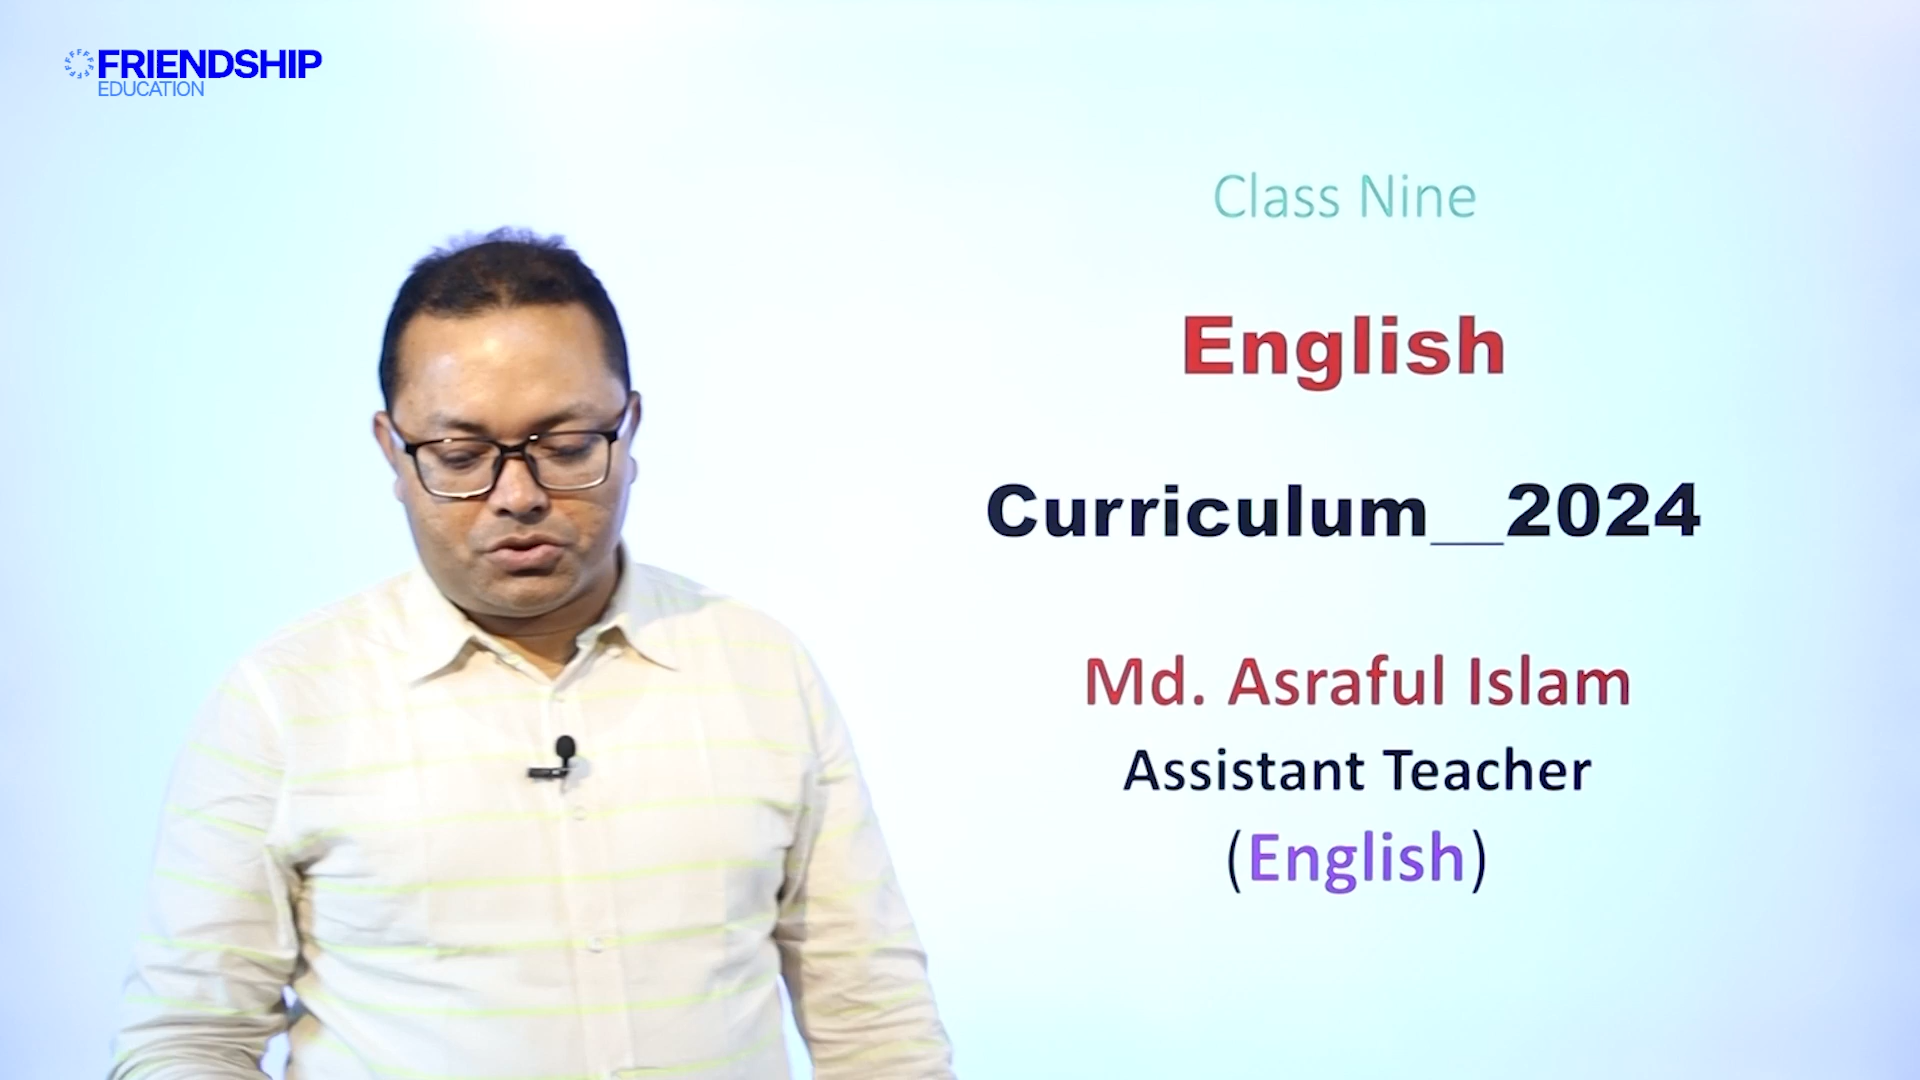 FRIENDSHIP
EDUCATION
Class Nine
English
Curriculum__2024
Md. Asraful Islam
Assistant Teacher
(English)